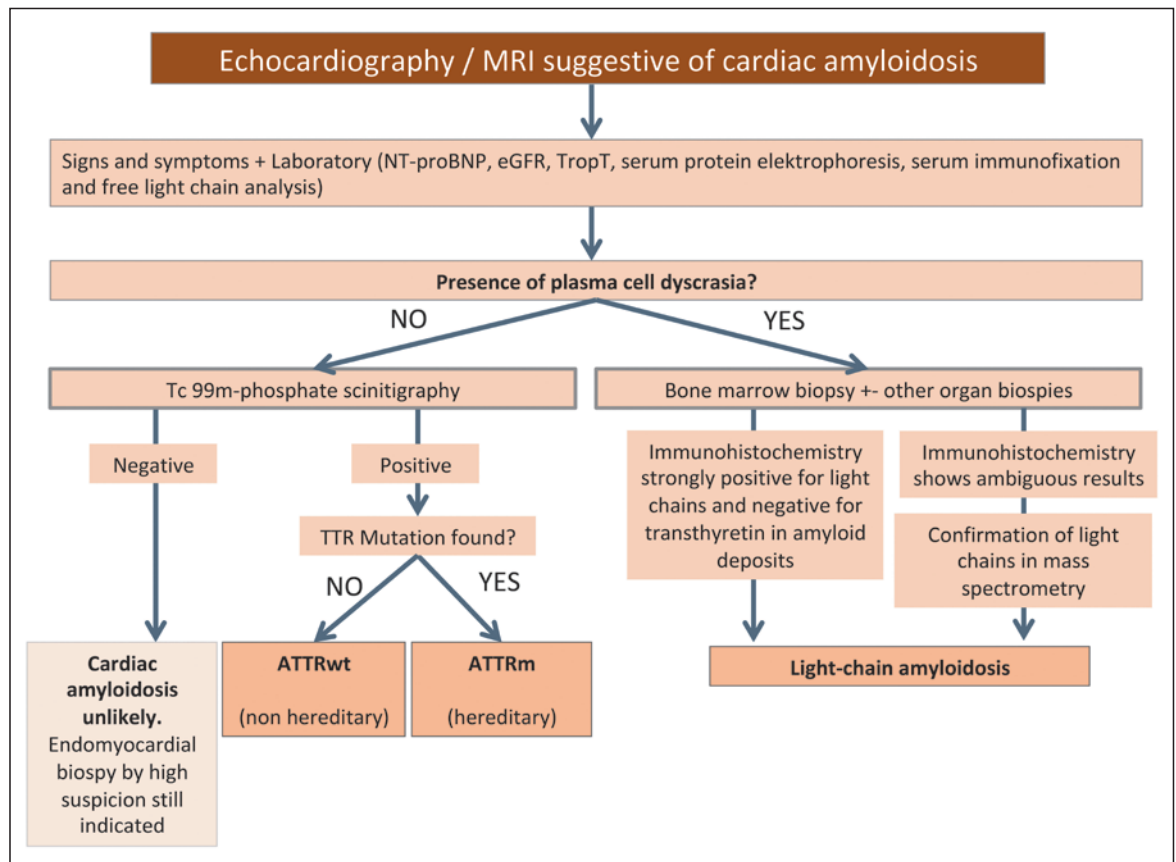 Echocardiography / MRI suggestive of cardiac amyloidosis
Signs and symptoms + Laboratory (NT-proBNP, eGFR, TropT, serum protein elektrophoresis, serum immunofixation
and free light chain analysis)
Presence of plasma cell dyscrasia?
NO
YES
Tc 99m-phosphate scinitigraphy
Bone marrow biopsy +- other organ biospies
Negative
Positive
TTR Mutation found?
NO
YES
Immunohistochemistry
strongly positive for light
chains and negative for
transthyretin in amyloid
deposits
Immunohistochemistry
shows ambiguous results
Confirmation of light
chains in mass
spectrometry
Cardiac
amyloidosis
unlikely.
Endomyocardial
biospy by high
suspicion still
indicated
ATTRwt
(non hereditary)
ATTRm
(hereditary)
Light-chain amyloidosis